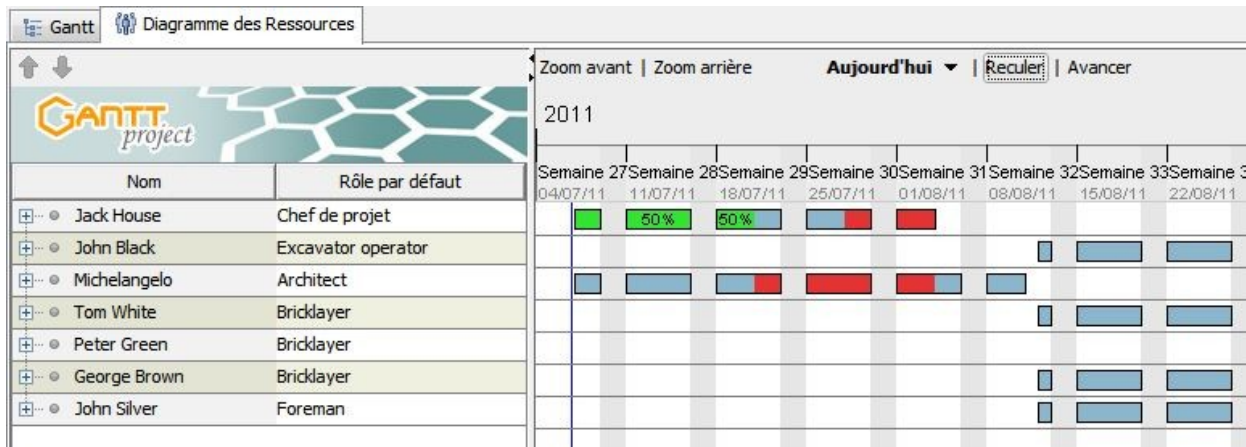 Gantt Diagramme des Ressources
Zoom avant | Zoom arrière Aujourd'hui | Reculer | Avancer
GANTT
project
2011
Nom Rôle par défaut
Semaine 27 Semaine 28 Semaine 29 Semaine 30 Semaine 31 Semaine 32 Semaine 33 Semaine 3
04/07/11 11/07/11 18/07/11 25/07/11 01/08/11 08/08/11 15/08/11 22/08/11
Jack House Chef de projet 50% 50%
John Black Excavator operator
Michelangelo Architect
Tom White Bricklayer
Peter Green Bricklayer
George Brown Bricklayer
John Silver Foreman